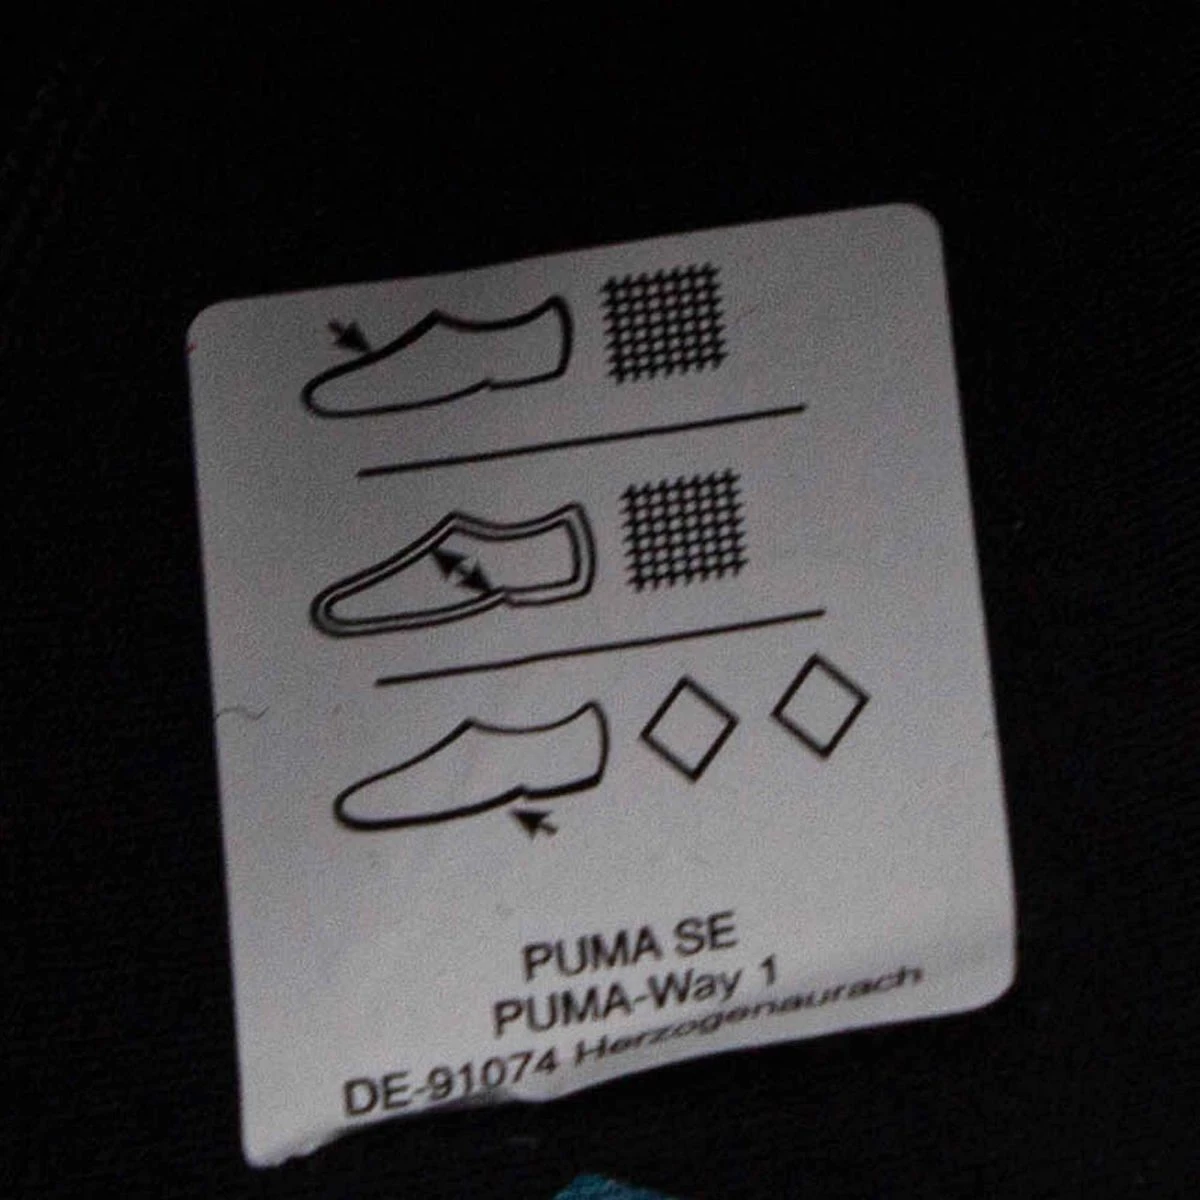 PUMA SE
PUMA-Way 1
DE-91074 Herzogenaurach